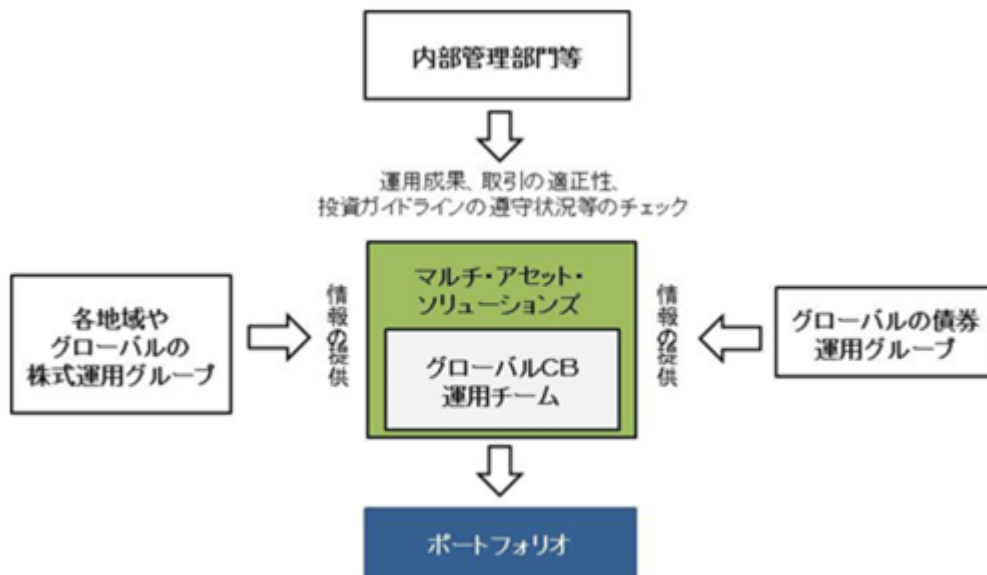 内部管理部門等
運用成果、取引の適正性、
投資ガイドラインの遵守状況等のチェック
各地域や
グローバルの
株式運用グループ
情報の提供
マルチ・アセット・
ソリューションズ
グローバルCB
運用チーム
情報の提供
グローバルの債券
運用グループ
ポートフォリオ